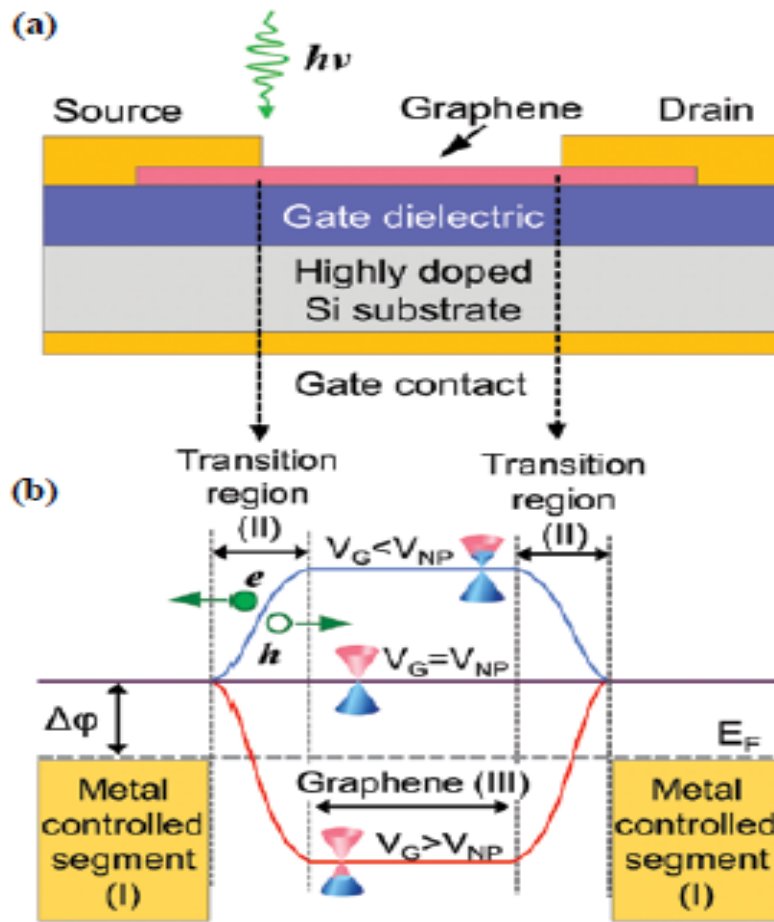 (a)
hν
Source
Graphene
Drain
Gate dielectric
Highly doped
Si substrate
Gate contact
Transition
region
(II)
Transition
region
(II)
(b)
V_G<V_NP
e
h
V_G=V_NP
Δφ
E_F
Metal
controlled
segment
(I)
Graphene (III)
V_G>V_NP
Metal
controlled
segment
(I)